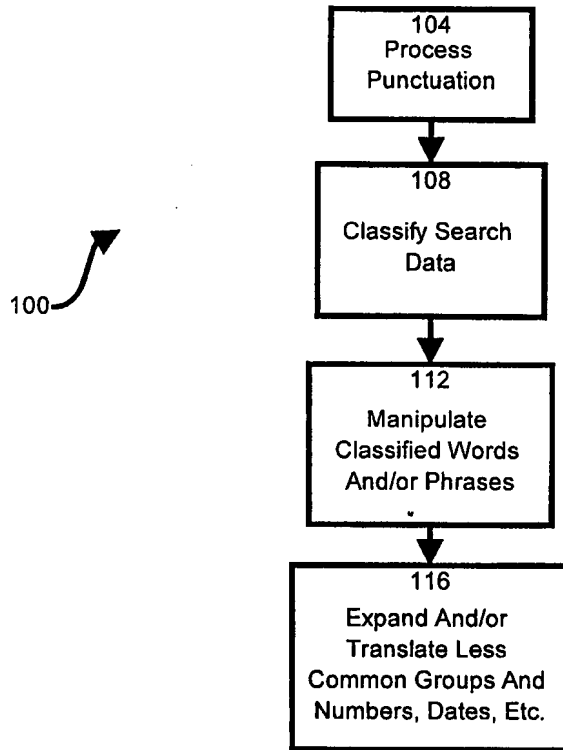 104
Process
Punctuation
108
Classify Search
Data
100
112
Manipulate
Classified Words
And/or Phrases
116
Expand And/or
Translate Less
Common Groups And
Numbers, Dates, Etc.